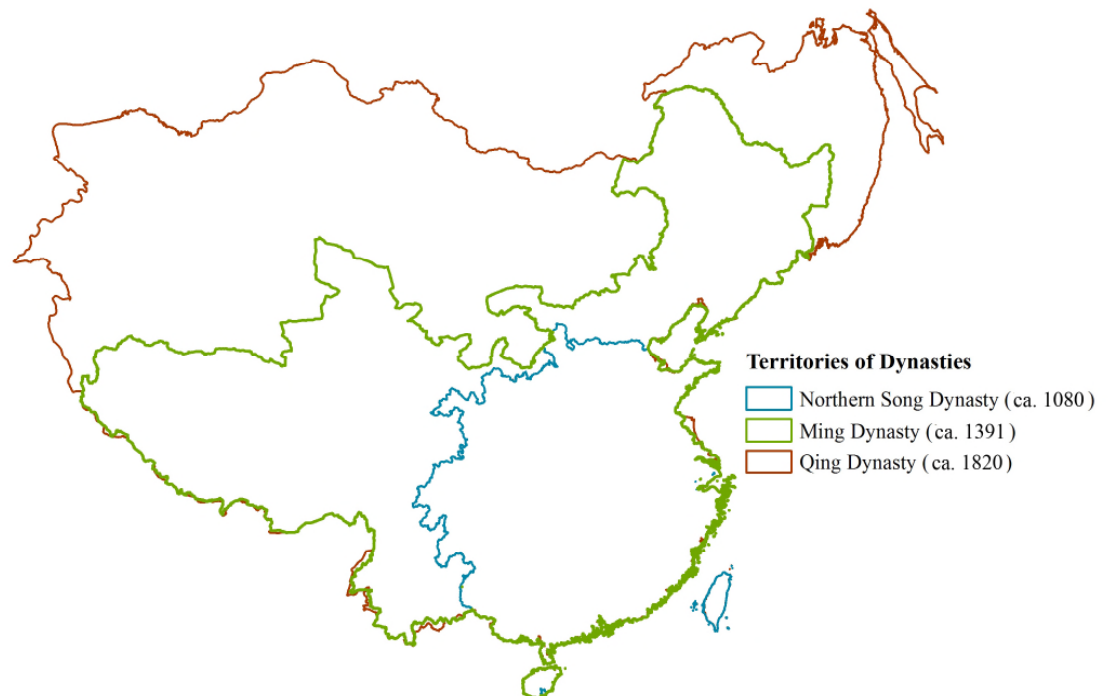 Territories of Dynasties
Northern Song Dynasty (ca. 1080)
Ming Dynasty (ca. 1391)
Qing Dynasty (ca. 1820)